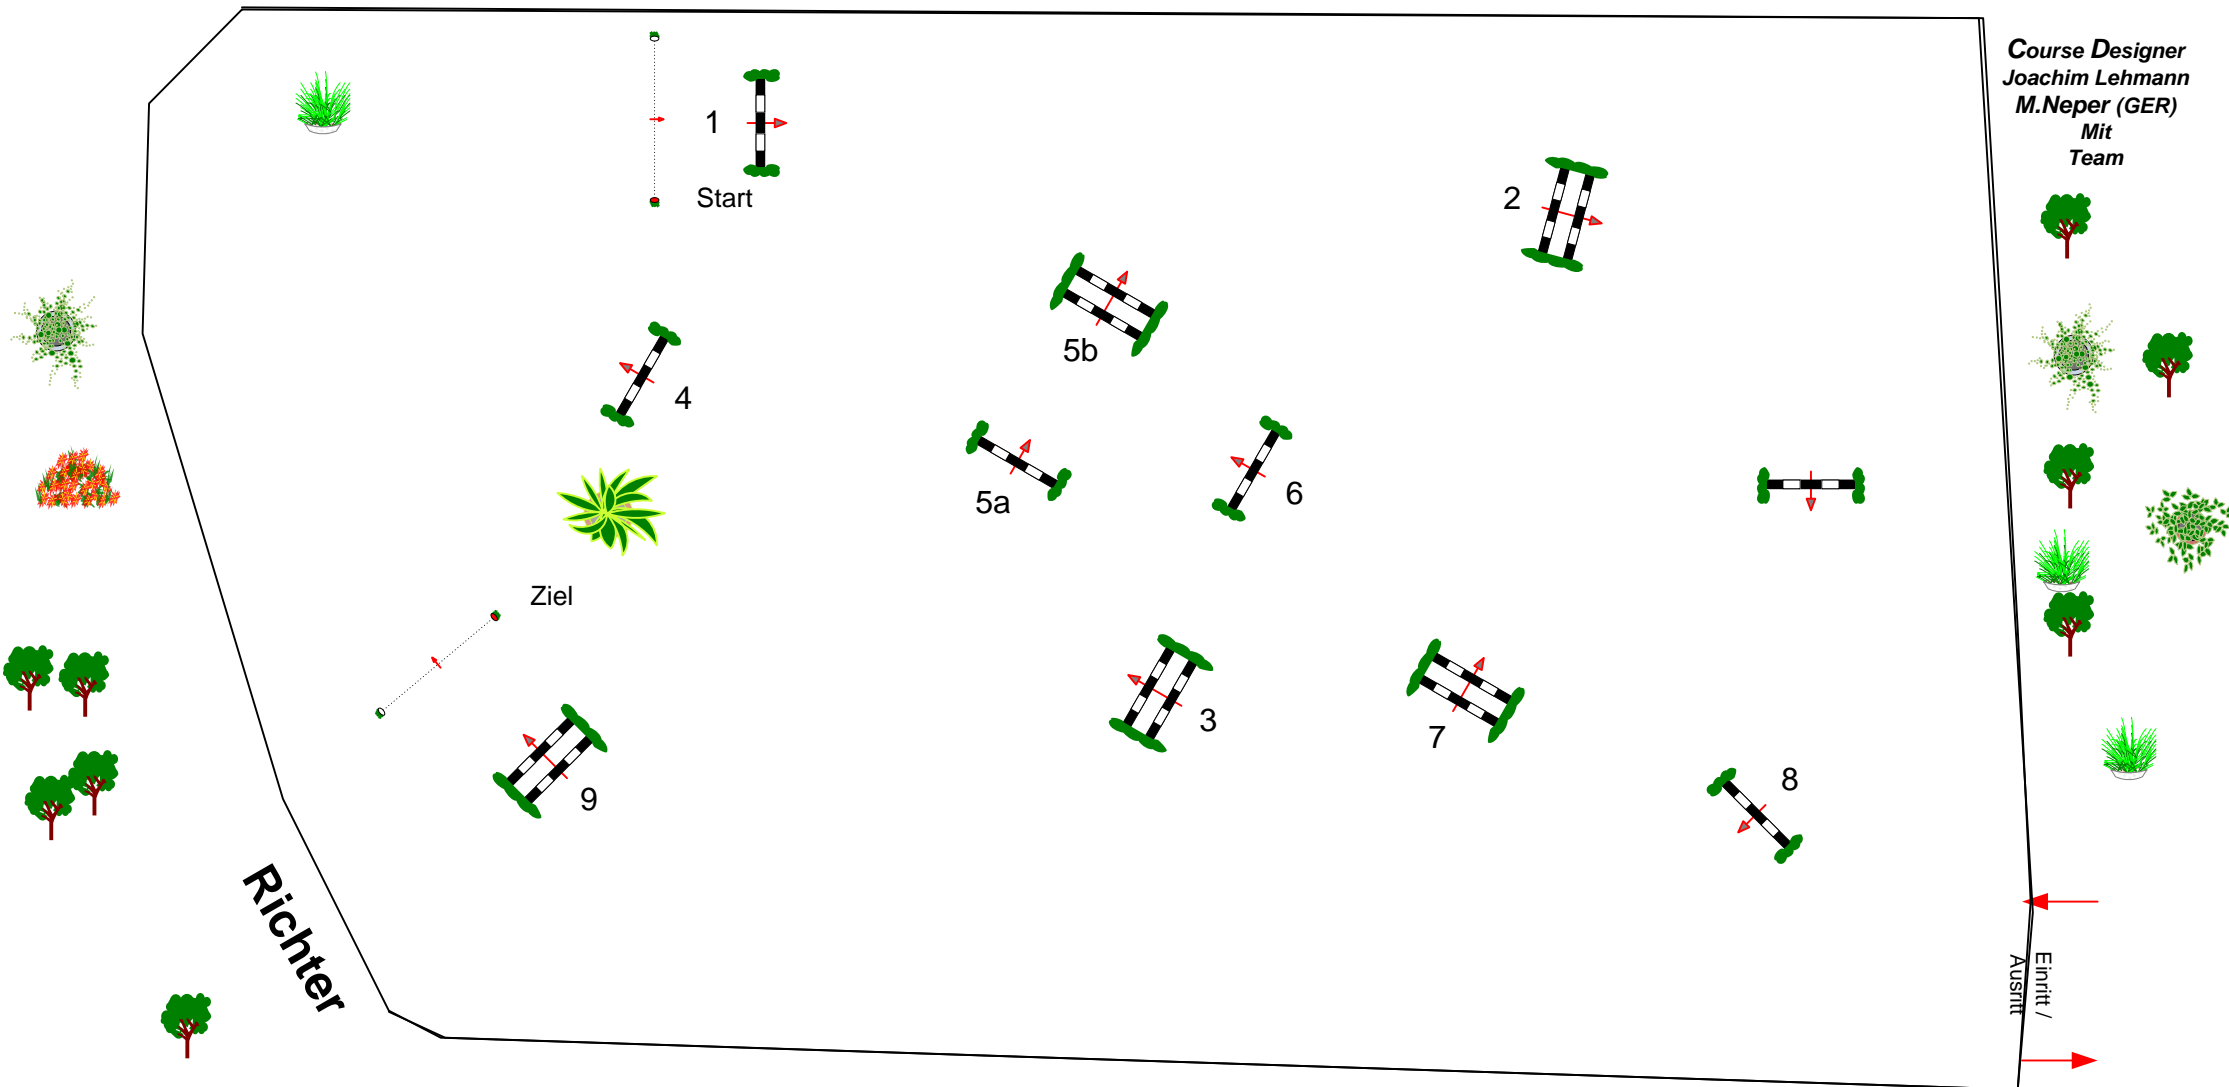 Course Designer
Joachim Lehmann
M.Neper (GER)
Mit
Team
1
Start
2
5b
4
5a
6
Ziel
3
7
8
9
Richter
Einritt /
Ausritt